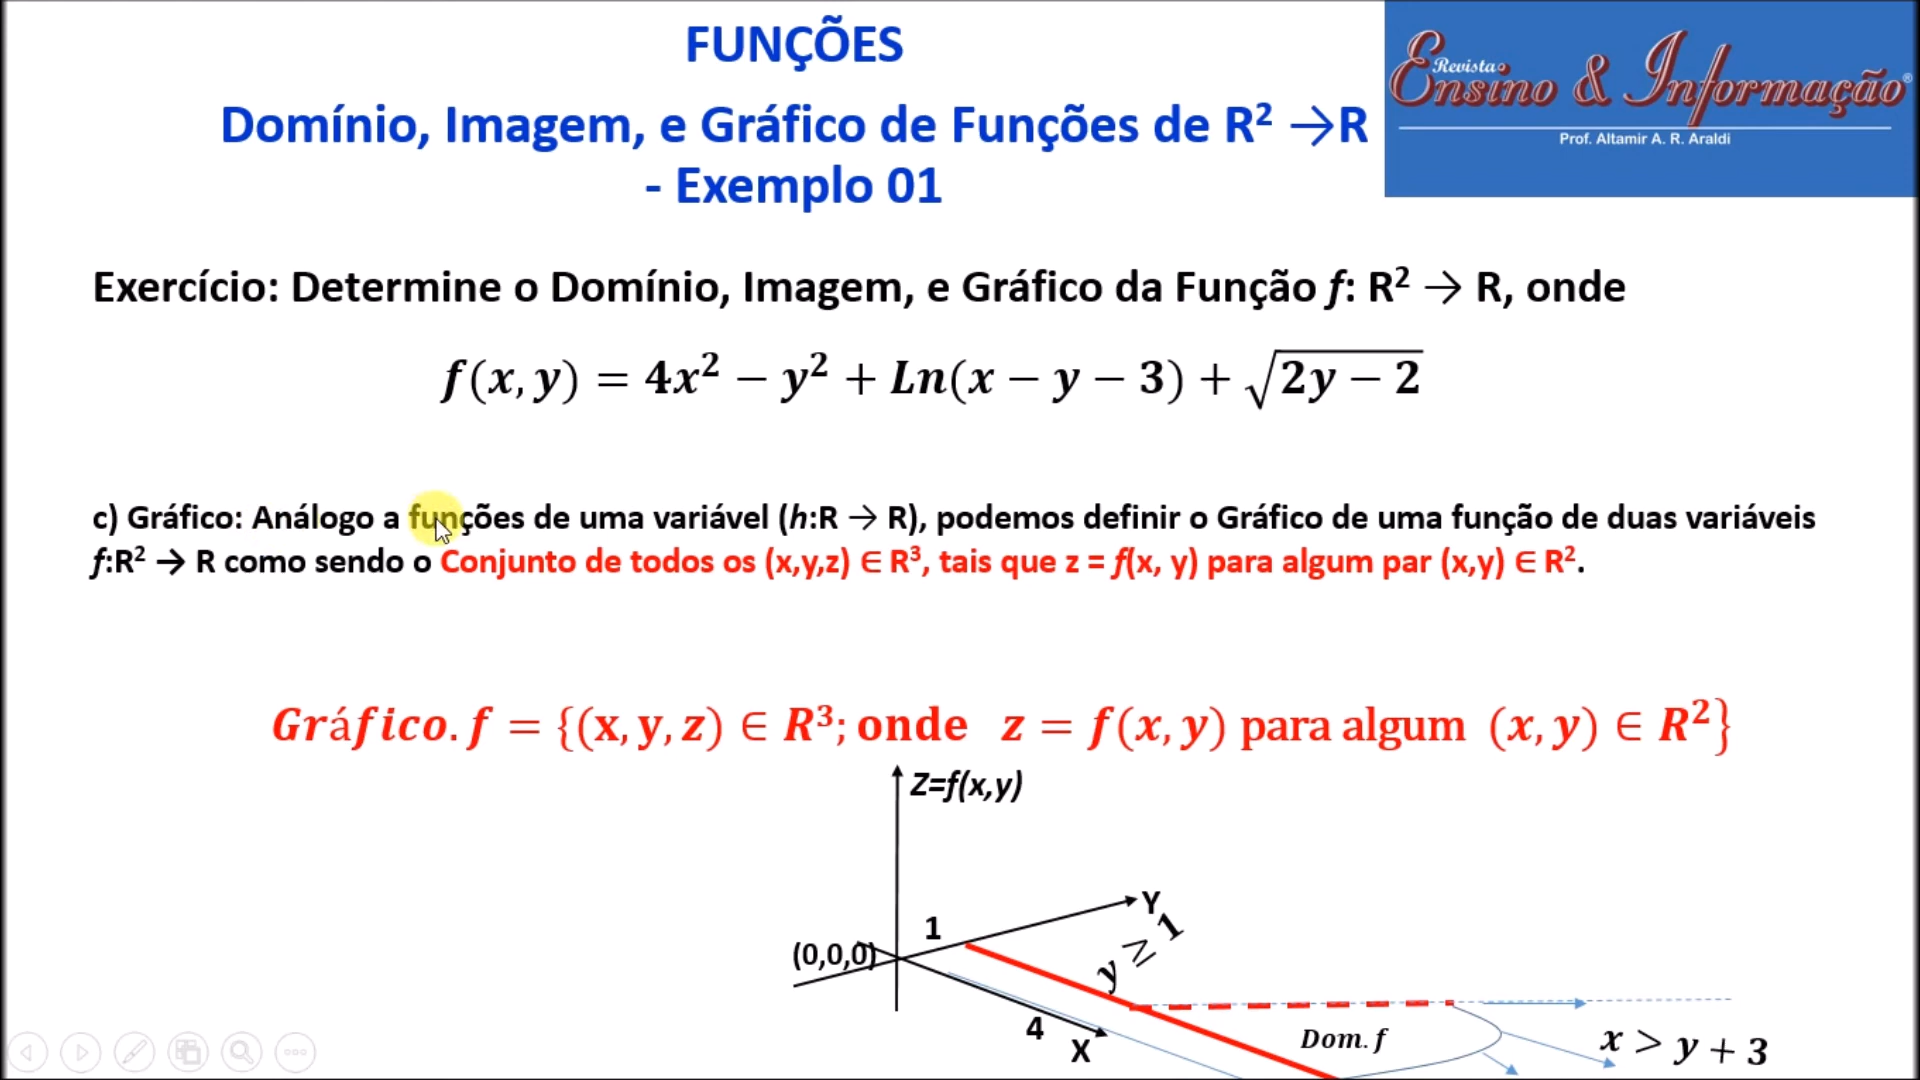 FUNÇÕES
Domínio, Imagem, e Gráfico de Funções de R² →R
- Exemplo 01
Revista
Ensino & Informação®
Prof. Altamir A. R. Araldi
Exercício: Determine o Domínio, Imagem, e Gráfico da Função f: R² → R, onde
f(x, y) = 4x² − y² + Ln(x − y − 3) + √(2y − 2)
c) Gráfico: Análogo a funções de uma variável (h:R → R), podemos definir o Gráfico de uma função de duas variáveis
f:R² → R como sendo o Conjunto de todos os (x,y,z) ∈ R³, tais que z = f(x, y) para algum par (x,y) ∈ R².
Gráfico. f = {(x, y, z) ∈ R³; onde z = f(x, y) para algum (x, y) ∈ R²}
Z=f(x,y)
Y
1
y ≥ 1
(0,0,0)
4
X
Dom. f
x > y + 3